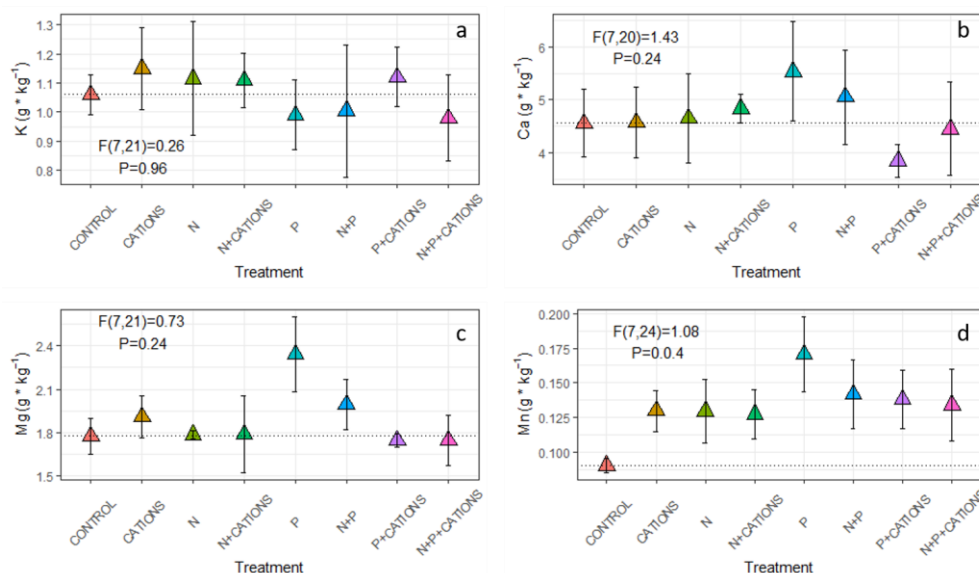 a
K (g * kg⁻¹)
1.3
1.2
1.1
1.0
0.9
0.8
F(7,21)=0.26
P=0.96
CONTROL
CATIONS
N
N+CATIONS
P
N+P
P+CATIONS
N+P+CATIONS
Treatment
b
Ca (g * kg⁻¹)
6
5
4
F(7,20)=1.43
P=0.24
CONTROL
CATIONS
N
N+CATIONS
P
N+P
P+CATIONS
N+P+CATIONS
Treatment
c
Mg (g * kg⁻¹)
2.4
2.1
1.8
1.5
F(7,21)=0.73
P=0.24
CONTROL
CATIONS
N
N+CATIONS
P
N+P
P+CATIONS
N+P+CATIONS
Treatment
d
Mn (g * kg⁻¹)
0.200
0.175
0.150
0.125
0.100
F(7,24)=1.08
P=0.0.4
CONTROL
CATIONS
N
N+CATIONS
P
N+P
P+CATIONS
N+P+CATIONS
Treatment